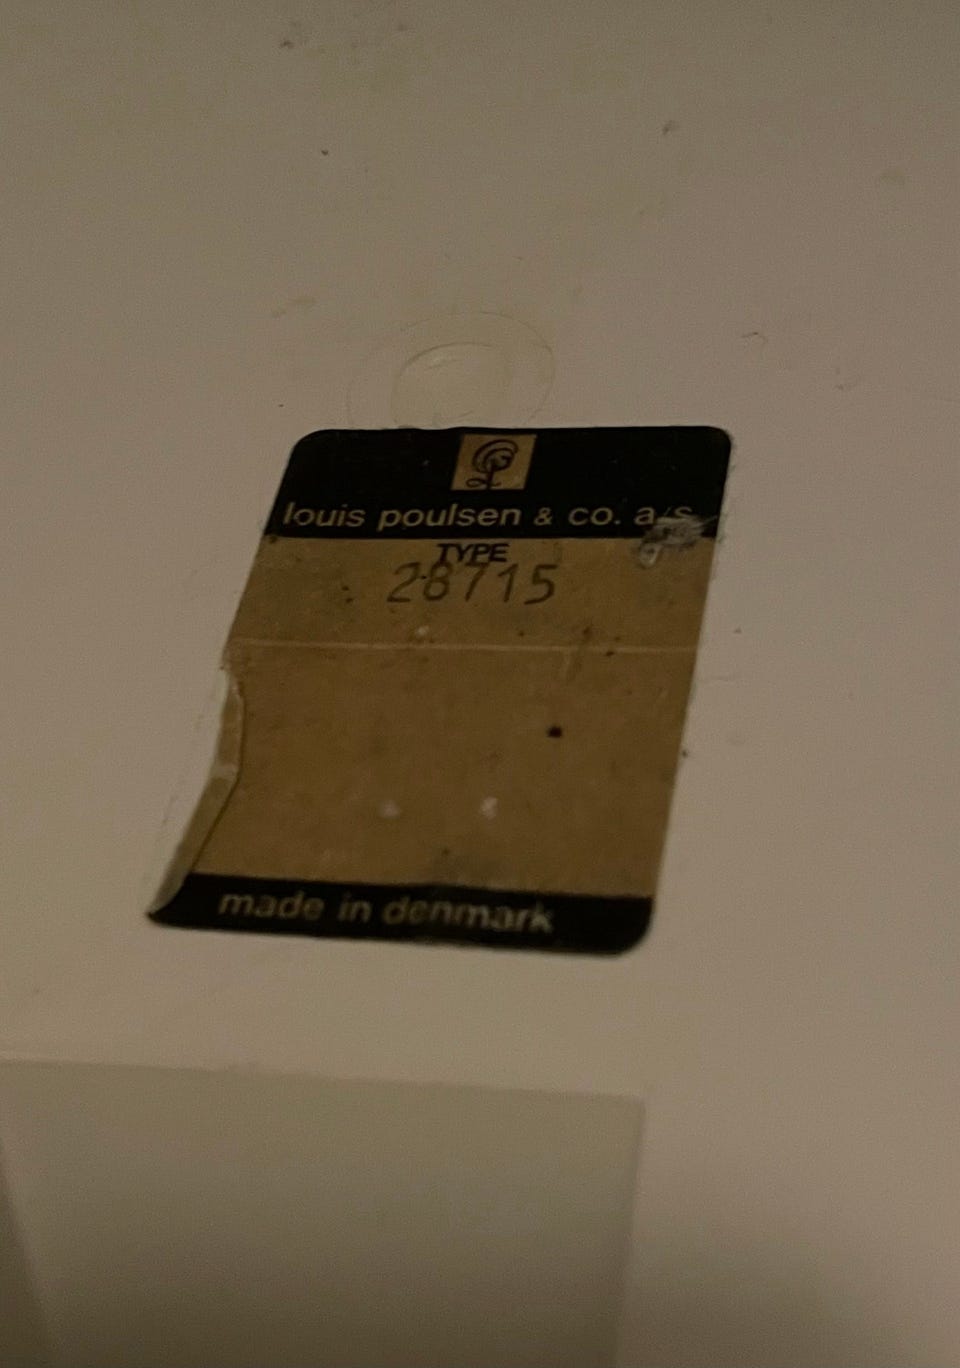 louis poulsen & co. a/s
TYPE
28715
made in denmark